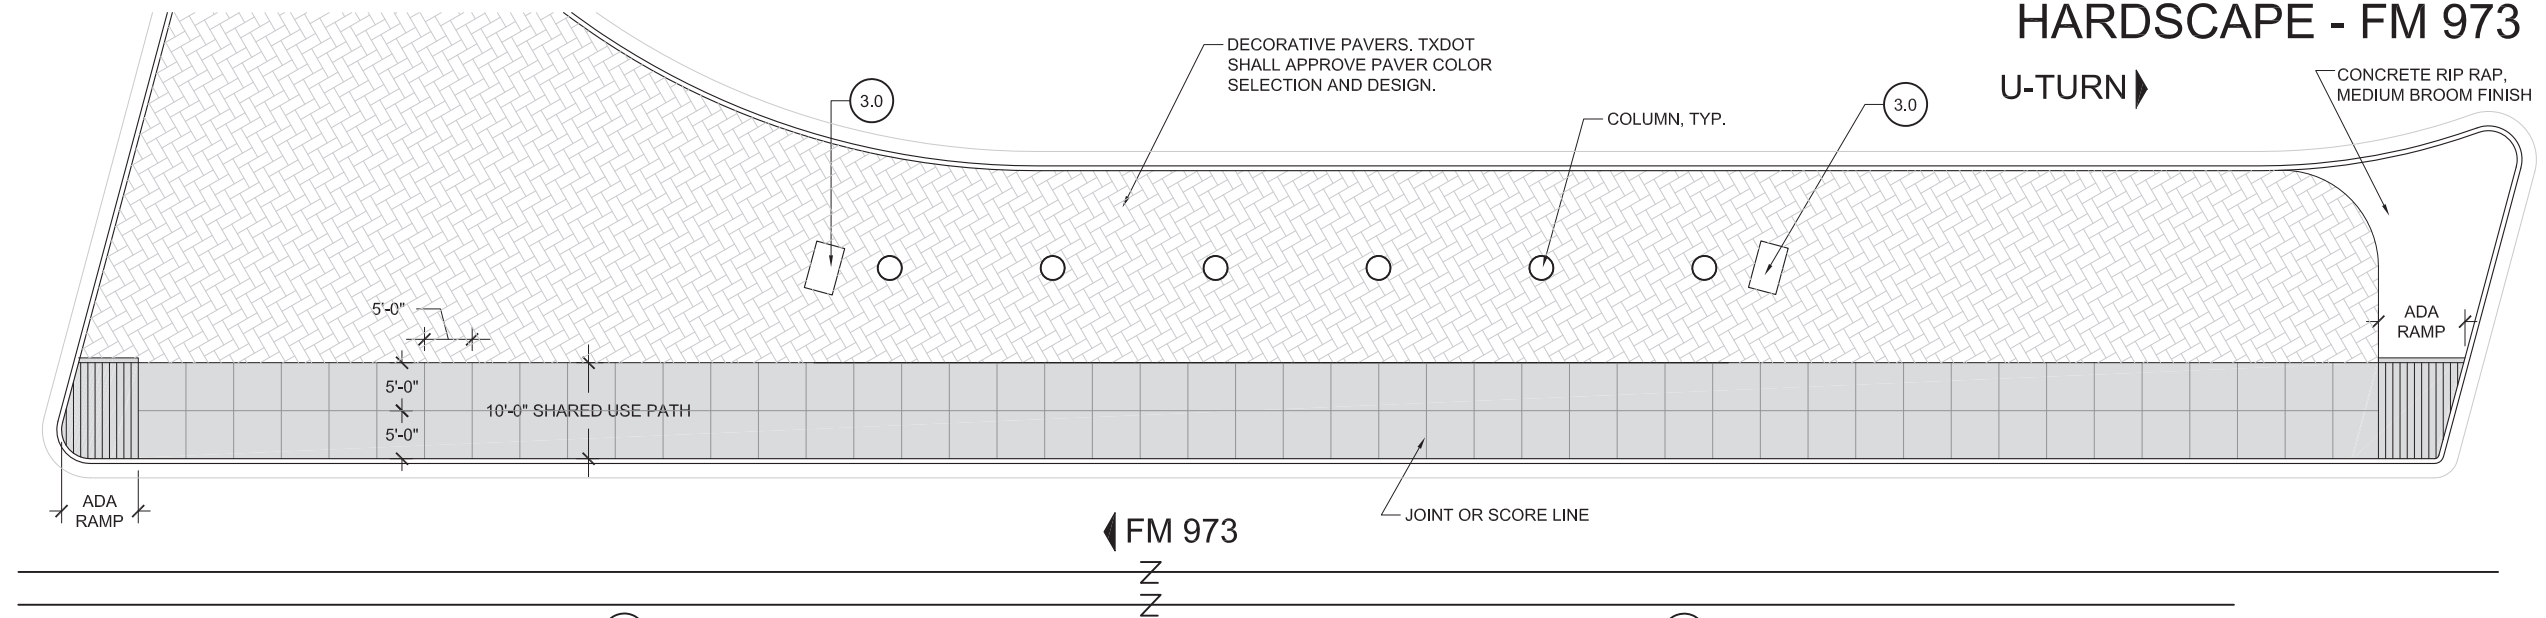 HARDSCAPE - FM 973
DECORATIVE PAVERS. TXDOT
SHALL APPROVE PAVER COLOR
SELECTION AND DESIGN.
3.0
COLUMN, TYP.
3.0
U-TURN
CONCRETE RIP RAP,
MEDIUM BROOM FINISH
5'-0"
ADA
RAMP
5'-0"
10'-0" SHARED USE PATH
5'-0"
ADA
RAMP
JOINT OR SCORE LINE
FM 973